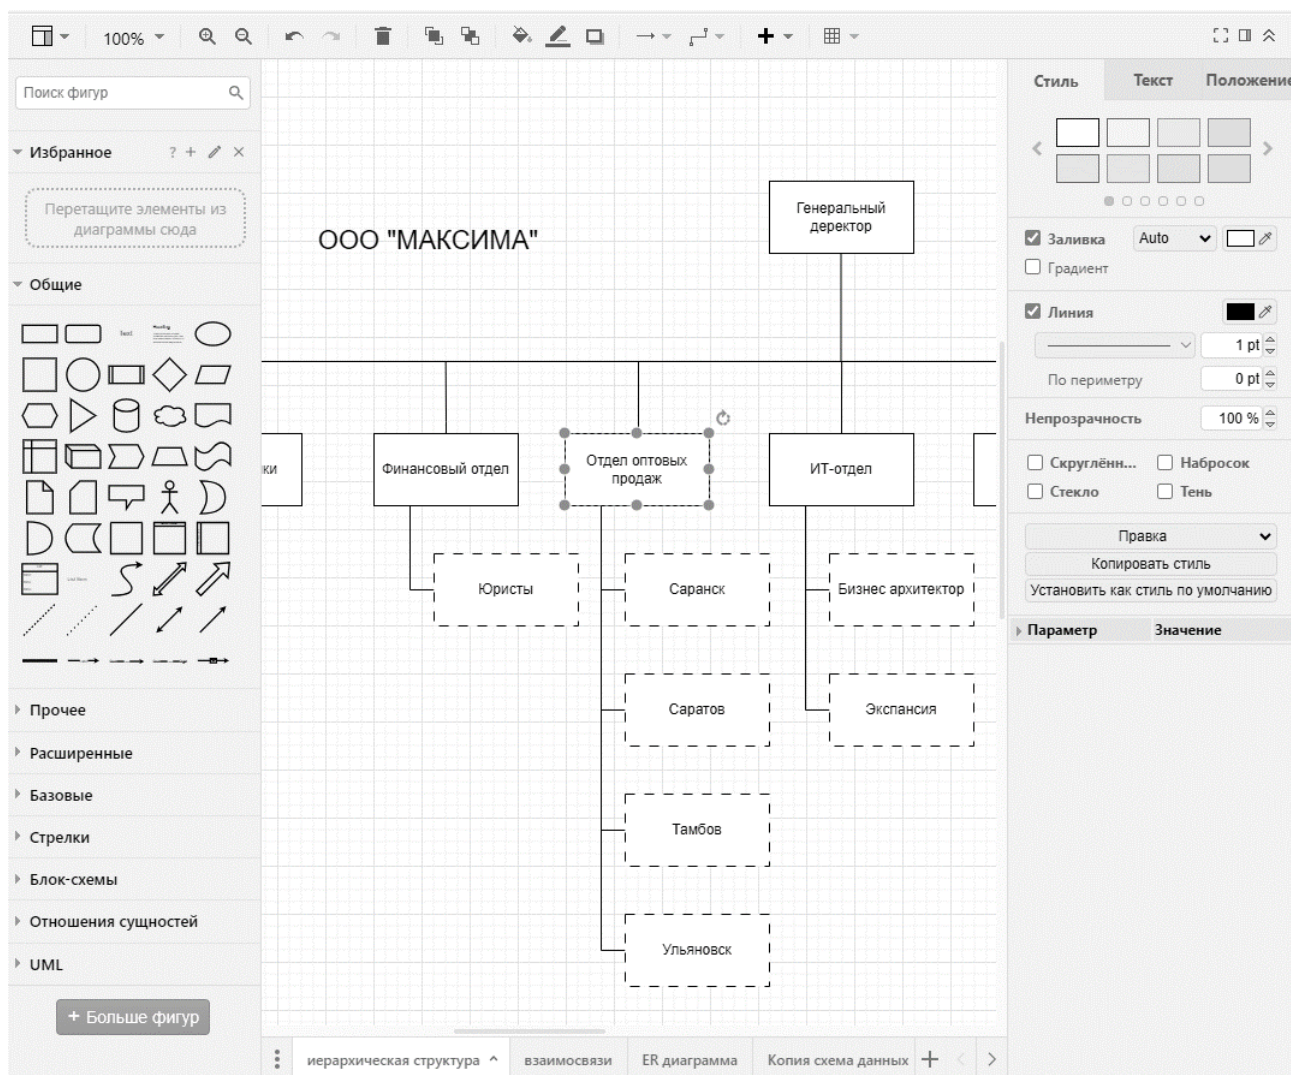 100%
Поиск фигур
Избранное
?
Перетащите элементы из
диаграммы сюда
Общие
Text
Heading
Прочее
Расширенные
Базовые
Стрелки
Блок-схемы
Отношения сущностей
UML
+ Больше фигур
ООО "МАКСИМА"
Генеральный
деректор
ки
Финансовый отдел
Отдел оптовых
продаж
ИТ-отдел
Юристы
Саранск
Бизнес архитектор
Саратов
Экспансия
Тамбов
Ульяновск
иерархическая структура
взаимосвязи
ER диаграмма
Копия схема данных
Стиль
Текст
Положение
Заливка
Auto
Градиент
Линия
1 pt
По периметру
0 pt
Непрозрачность
100 %
Скруглённ...
Набросок
Стекло
Тень
Правка
Копировать стиль
Установить как стиль по умолчанию
Параметр
Значение